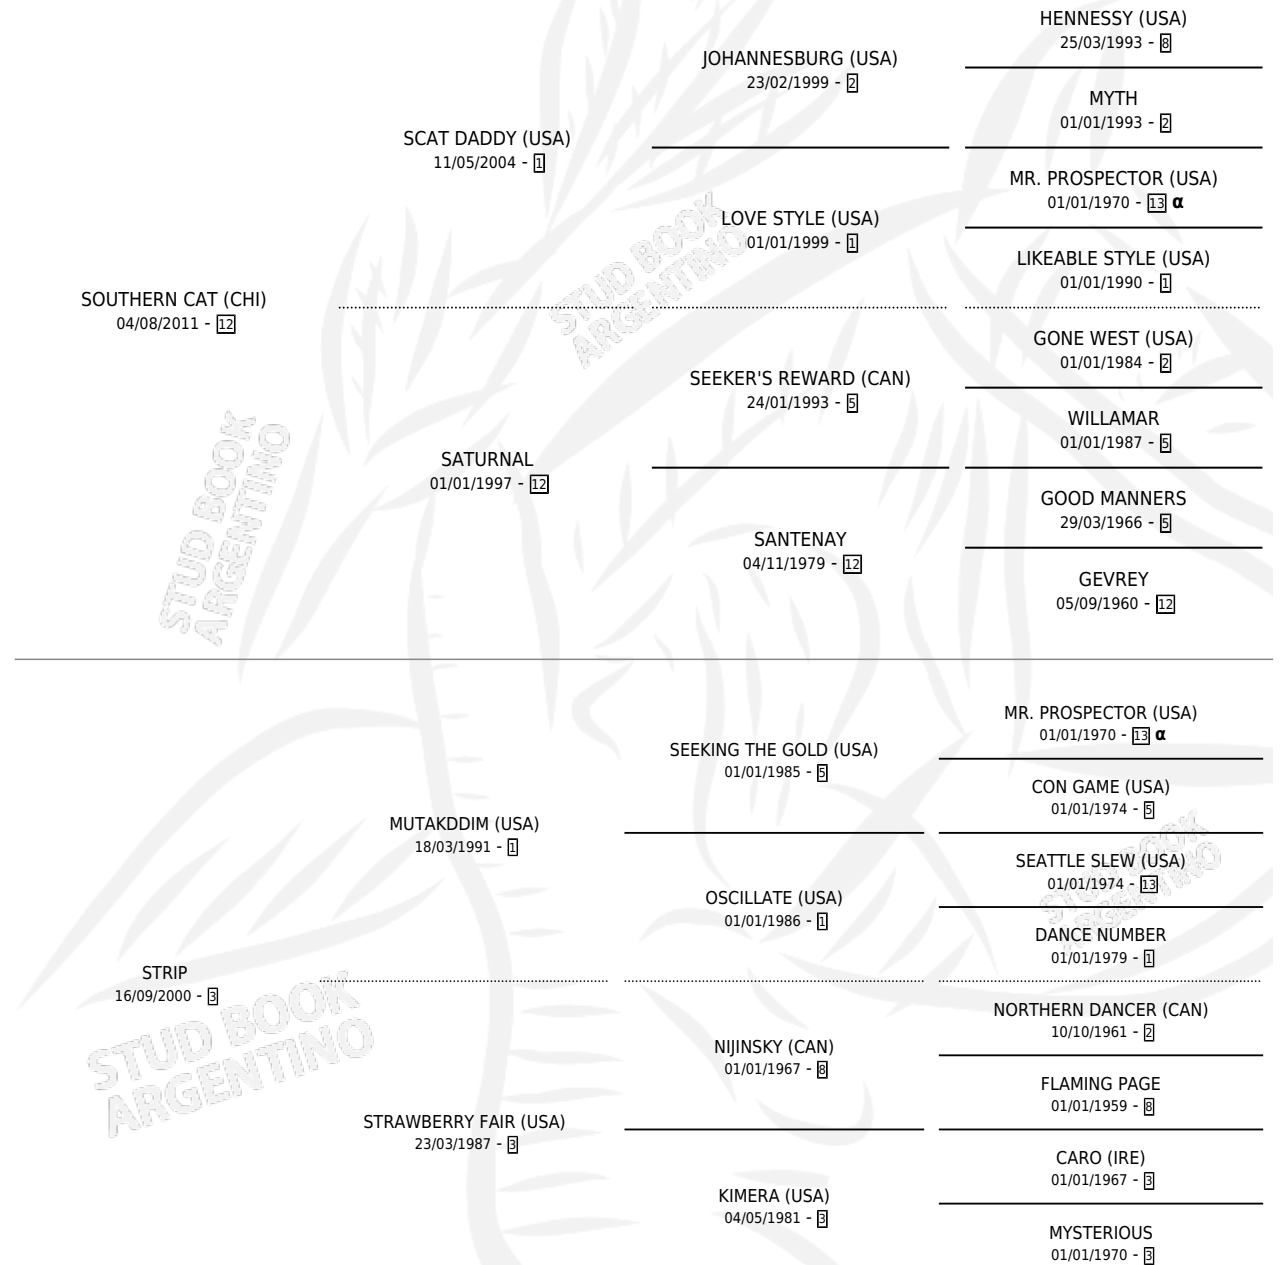 HENNESSY (USA)
25/03/1993 - 8
JOHANNESBURG (USA)
23/02/1999 - 2
MYTH
01/01/1993 - 2
SCAT DADDY (USA)
11/05/2004 - 1
MR. PROSPECTOR (USA)
01/01/1970 - 13 α
LOVE STYLE (USA)
01/01/1999 - 1
LIKEABLE STYLE (USA)
01/01/1990 - 1
SOUTHERN CAT (CHI)
04/08/2011 - 12
GONE WEST (USA)
01/01/1984 - 2
SEEKER'S REWARD (CAN)
24/01/1993 - 5
WILLAMAR
01/01/1987 - 5
SATURNAL
01/01/1997 - 12
GOOD MANNERS
29/03/1966 - 5
SANTENAY
04/11/1979 - 12
GEVREY
05/09/1960 - 12
MR. PROSPECTOR (USA)
01/01/1970 - 13 α
SEEKING THE GOLD (USA)
01/01/1985 - 5
CON GAME (USA)
01/01/1974 - 5
MUTAKDDIM (USA)
18/03/1991 - 1
SEATTLE SLEW (USA)
01/01/1974 - 13
OSCILLATE (USA)
01/01/1986 - 1
DANCE NUMBER
01/01/1979 - 1
STRIP
16/09/2000 - 3
NORTHERN DANCER (CAN)
10/10/1961 - 2
NIJINSKY (CAN)
01/01/1967 - 8
FLAMING PAGE
01/01/1959 - 8
STRAWBERRY FAIR (USA)
23/03/1987 - 3
CARO (IRE)
01/01/1967 - 3
KIMERA (USA)
04/05/1981 - 3
MYSTERIOUS
01/01/1970 - 3
STUD BOOK
ARGENTINO
STUD BOOK
ARGENTINO
STUD BOOK
ARGENTINO
STUD BOOK
ARGENTINO